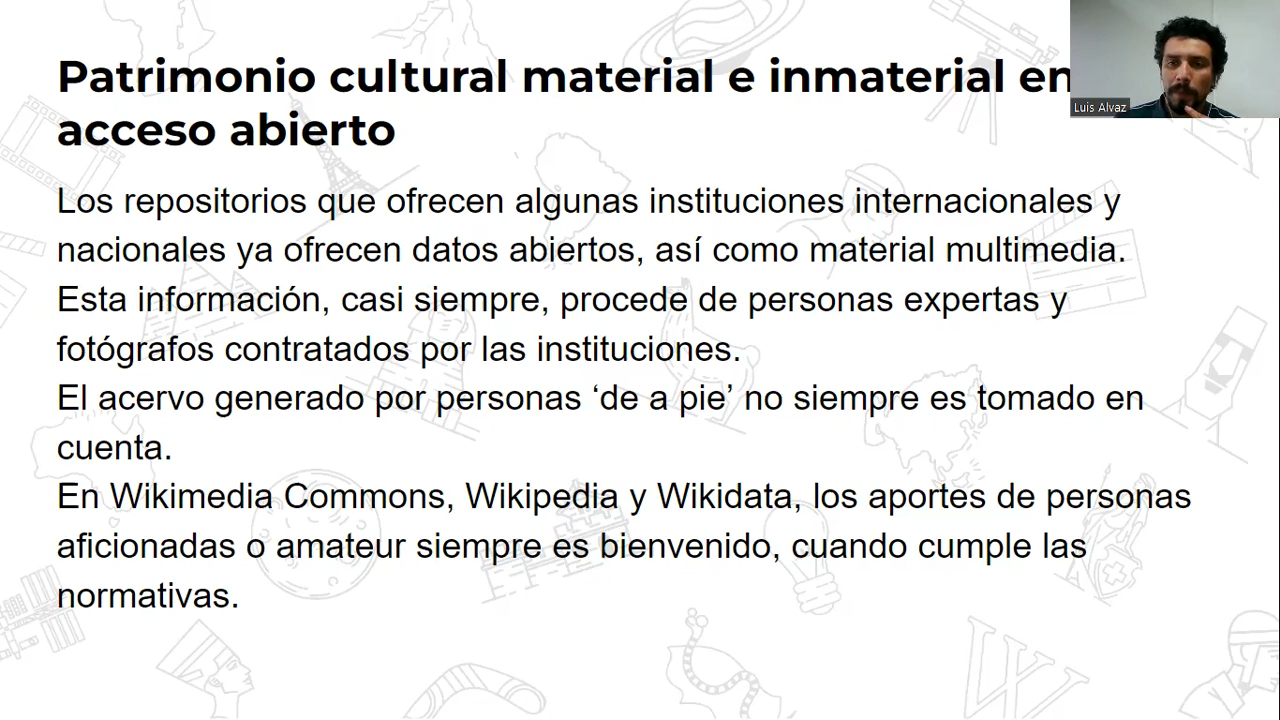 Patrimonio cultural material e inmaterial en
acceso abierto
Luis Alvaz
Los repositorios que ofrecen algunas instituciones internacionales y
nacionales ya ofrecen datos abiertos, así como material multimedia.
Esta información, casi siempre, procede de personas expertas y
fotógrafos contratados por las instituciones.
El acervo generado por personas ‘de a pie’ no siempre es tomado en
cuenta.
En Wikimedia Commons, Wikipedia y Wikidata, los aportes de personas
aficionadas o amateur siempre es bienvenido, cuando cumple las
normativas.